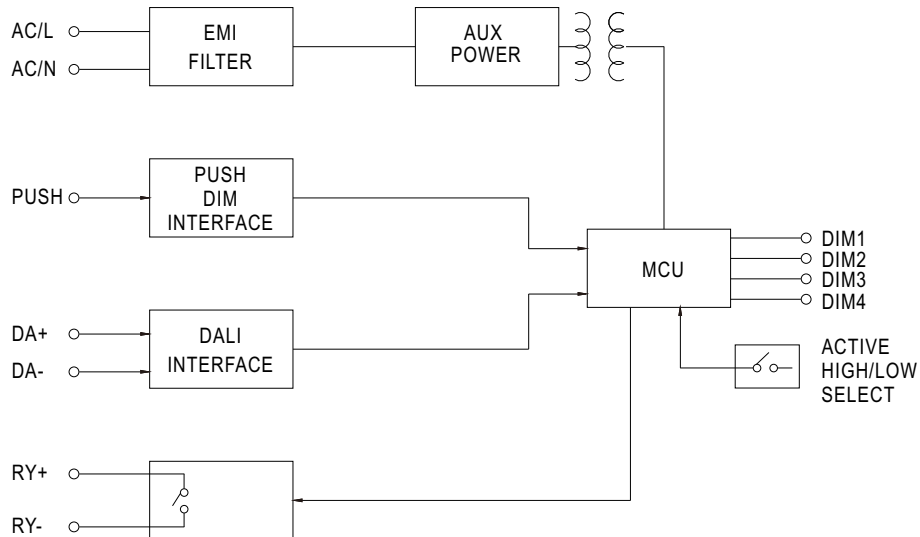 AC/L
AC/N
EMI
FILTER
AUX
POWER
PUSH
PUSH
DIM
INTERFACE
MCU
DIM1
DIM2
DIM3
DIM4
DA+
DA-
DALI
INTERFACE
ACTIVE
HIGH/LOW
SELECT
RY+
RY-